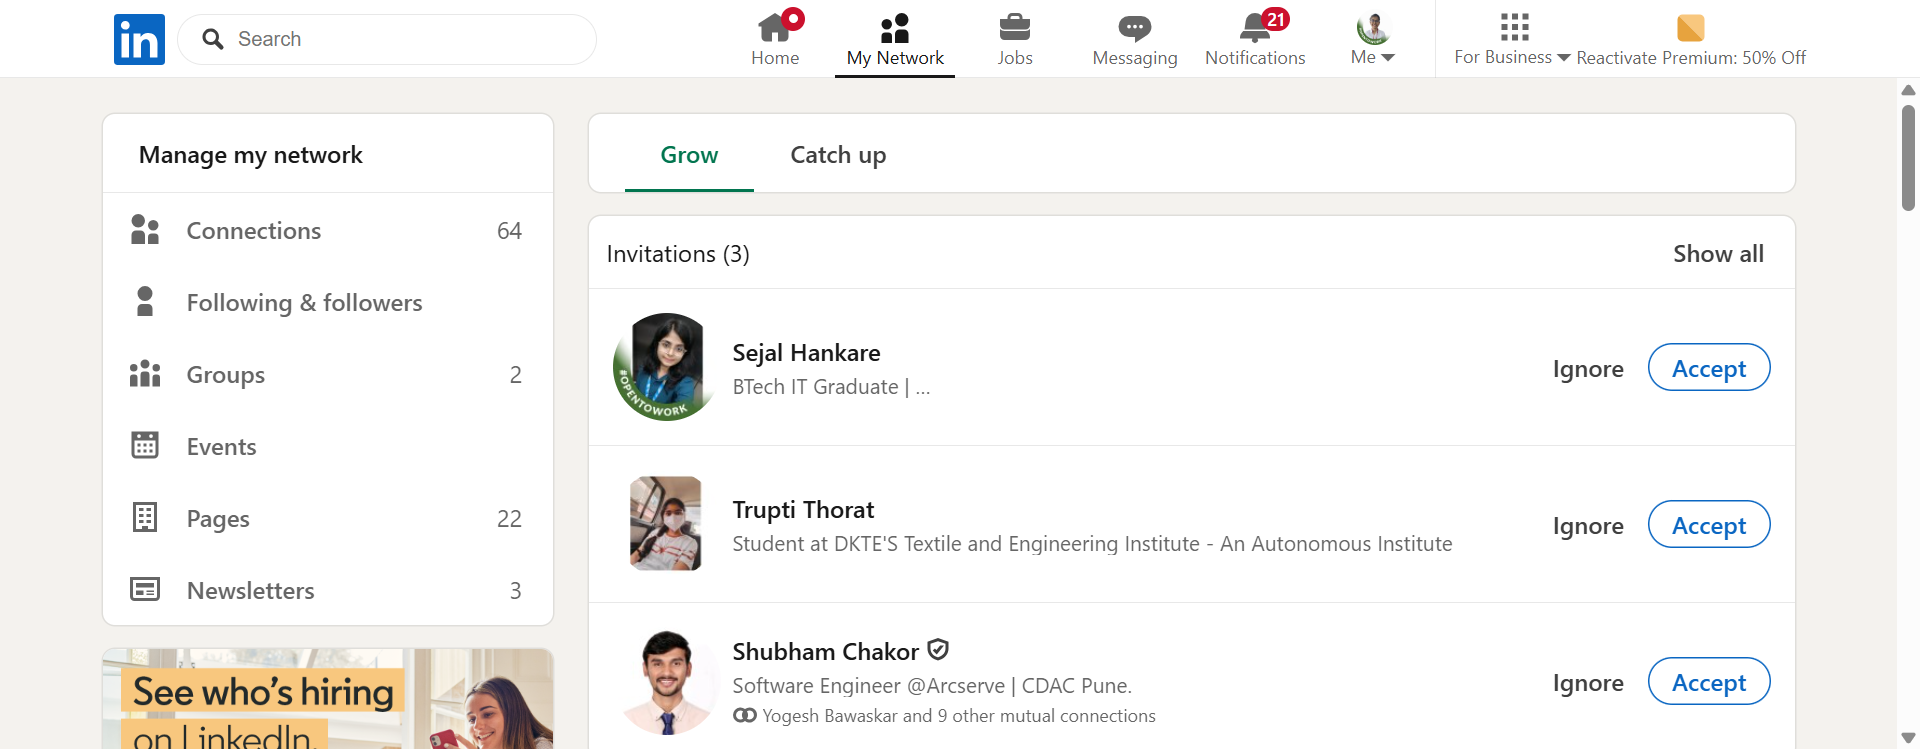 in
Search
Home
My Network
Jobs
Messaging
21
Notifications
Me
For Business
Reactivate Premium: 50% Off
Manage my network
Connections 64
Following & followers
Groups 2
Events
Pages 22
Newsletters 3
See who's hiring
on LinkedIn.
Grow
Catch up
Invitations (3)
Show all
#OPENTOWORK
Sejal Hankare
BTech IT Graduate | ...
Ignore
Accept
Trupti Thorat
Student at DKTE'S Textile and Engineering Institute - An Autonomous Institute
Ignore
Accept
Shubham Chakor
Software Engineer @Arcserve | CDAC Pune.
Yogesh Bawaskar and 9 other mutual connections
Ignore
Accept